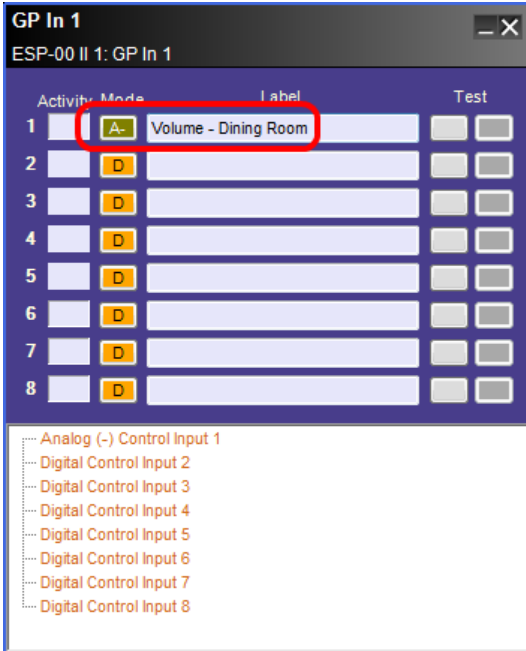 GP In 1
ESP-00 II 1: GP In 1
Activity Mode Label Test
1 A- Volume - Dining Room
2 D
3 D
4 D
5 D
6 D
7 D
8 D
Analog (-) Control Input 1
Digital Control Input 2
Digital Control Input 3
Digital Control Input 4
Digital Control Input 5
Digital Control Input 6
Digital Control Input 7
Digital Control Input 8